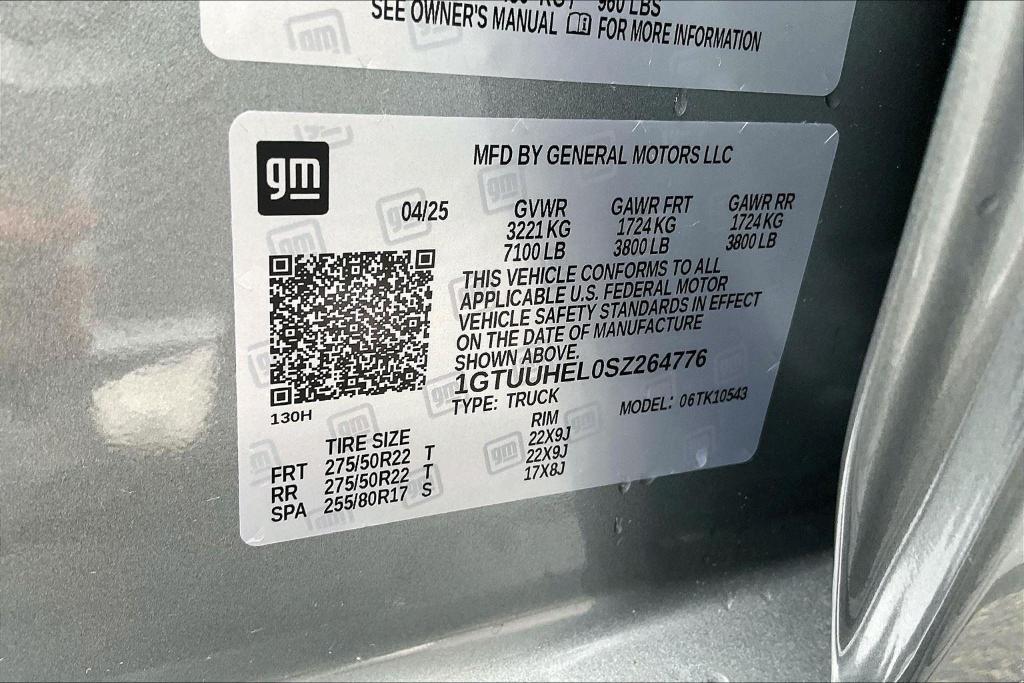 960 LBS
SEE OWNER'S MANUAL FOR MORE INFORMATION
gm
MFD BY GENERAL MOTORS LLC
04/25
GVWR GAWR FRT GAWR RR
3221 KG 1724 KG 1724 KG
7100 LB 3800 LB 3800 LB
THIS VEHICLE CONFORMS TO ALL
APPLICABLE U.S. FEDERAL MOTOR
VEHICLE SAFETY STANDARDS IN EFFECT
ON THE DATE OF MANUFACTURE
SHOWN ABOVE.
1GTUUHEL0SZ264776
TYPE: TRUCK MODEL: 06TK10543
130H
TIRE SIZE RIM
FRT 275/50R22 T 22X9J
RR 275/50R22 T 22X9J
SPA 255/80R17 S 17X8J